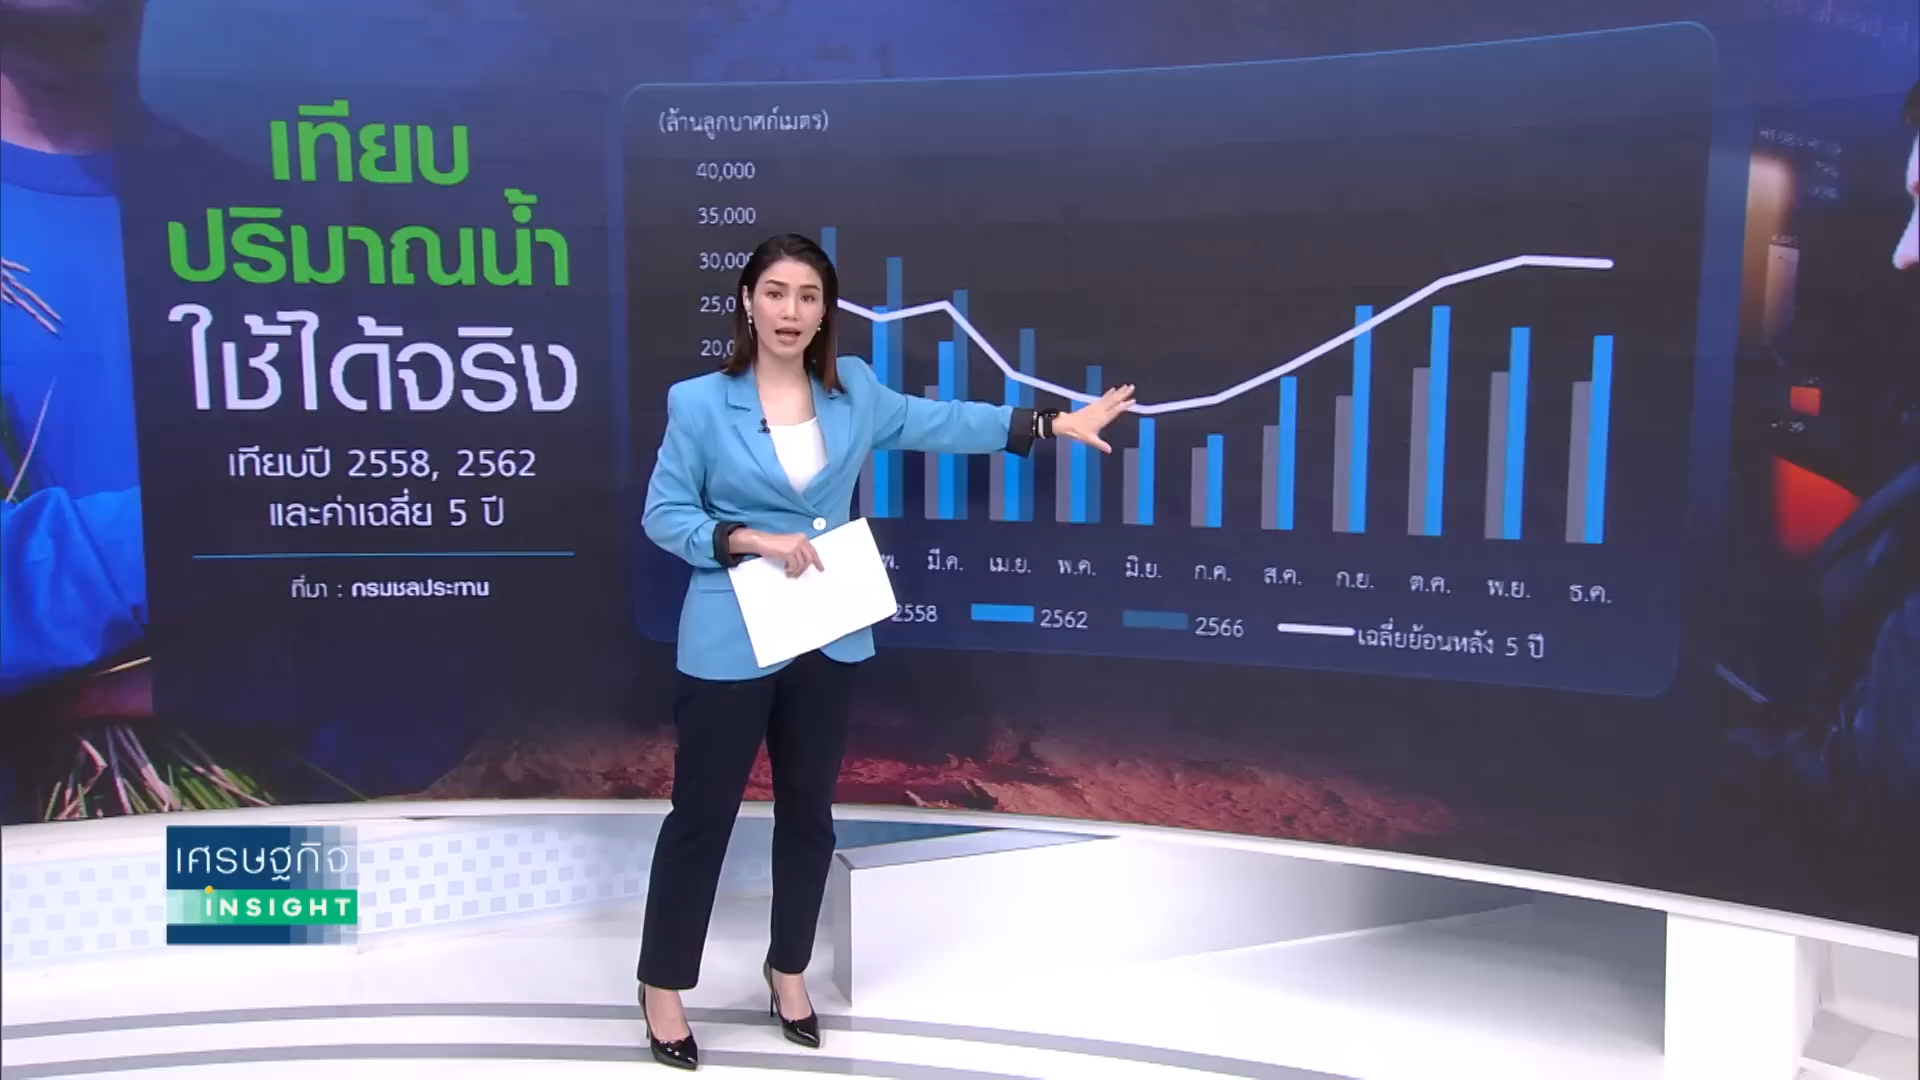 เทียบ
ปริมาณน้ำ
ใช้ได้จริง
เทียบปี 2558, 2562
และค่าเฉลี่ย 5 ปี
ที่มา : กรมชลประทาน
(ล้านลูกบาศก์เมตร)
40,000
35,000
30,000
มี.ค. เม.ย. พ.ค. มิ.ย. ก.ค. ส.ค. ก.ย. ต.ค. พ.ย. ธ.ค.
2558 2562 2566 เฉลี่ยย้อนหลัง 5 ปี
เศรษฐกิจ
INSIGHT